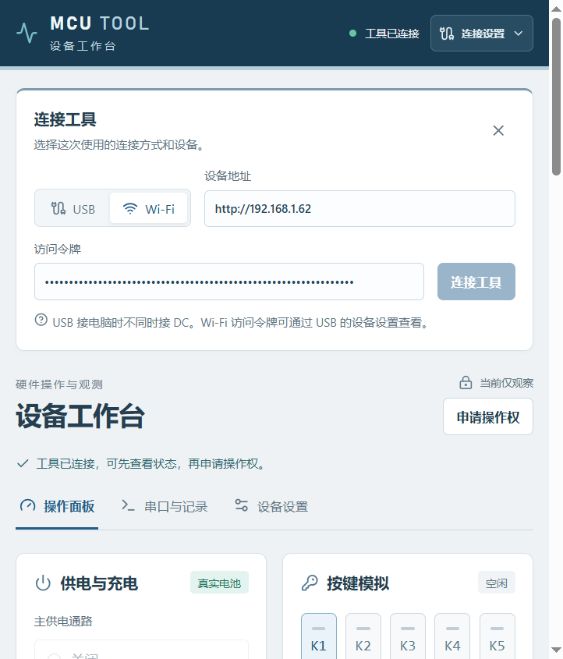 MCU TOOL
设备工作台
工具已连接
连接设置
连接工具
选择这次使用的连接方式和设备。
设备地址
USB
Wi-Fi
http://192.168.1.62
访问令牌
••••••••••••••••••••••••••••••••••••••••••••••••••••••••••••••••
连接工具
USB 接电脑时不同时接 DC。Wi-Fi 访问令牌可通过 USB 的设备设置查看。
硬件操作与观测
当前仅观察
设备工作台
申请操作权
工具已连接，可先查看状态，再申请操作权。
操作面板
串口与记录
设备设置
供电与充电
真实电池
按键模拟
空闲
主供电通路
K1
K2
K3
K4
K5
关闭